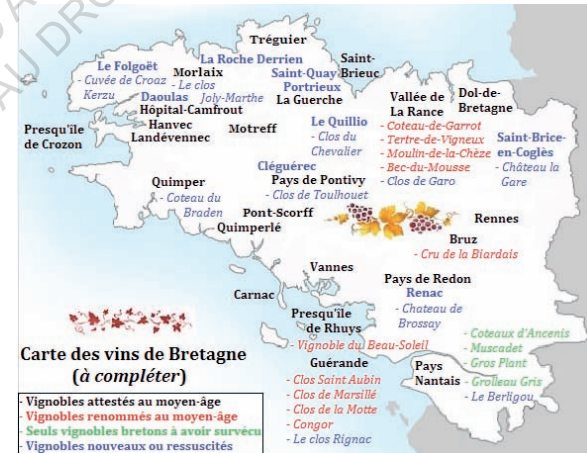 Tréguier
Le Folgoët
- Cuvée de Croaz
Kerzu
Morlaix
- Le clos
Joly-Marthe
La Roche Derrien
Saint-Quay
Portrieux
La Guerche
Saint-
Brieuc
Daoulas
Hôpital-Camfrout
Hanvec
Landévennec
Presqu'île
de Crozon
Motreff
Le Quillio
- Clos du
Chevalier
Vallée de
La Rance
- Coteau-de-Garrot
- Tertre-de-Vigneux
- Moulin-de-la-Chèze
- Bec-du-Mousse
- Clos de Garo
Dol-de-
Bretagne
Saint-Brice-
en-Coglès
- Château la
Gare
Cléguérec
Pays de Pontivy
- Clos de Toulhouet
Quimper
- Coteau du
Braden
Pont-Scorff
Quimperlé
Rennes
Bruz
- Cru de la Biardais
Vannes
Carnac
Pays de Redon
Renac
- Chateau de
Brossay
Presqu'île
de Rhuys
- Vignoble du Beau-Soleil
Guérande
- Clos Saint Aubin
- Clos de Marsillé
- Clos de la Motte
- Congor
- Le clos Rignac
Pays
Nantais
- Coteaux d'Ancenis
- Muscadet
- Gros Plant
- Grolleau Gris
- Le Berligou
Carte des vins de Bretagne
(à compléter)
- Vignobles attestés au moyen-âge
- Vignobles renommés au moyen-âge
- Seuls vignobles bretons à avoir survécu
- Vignobles nouveaux ou ressuscités
AU DR